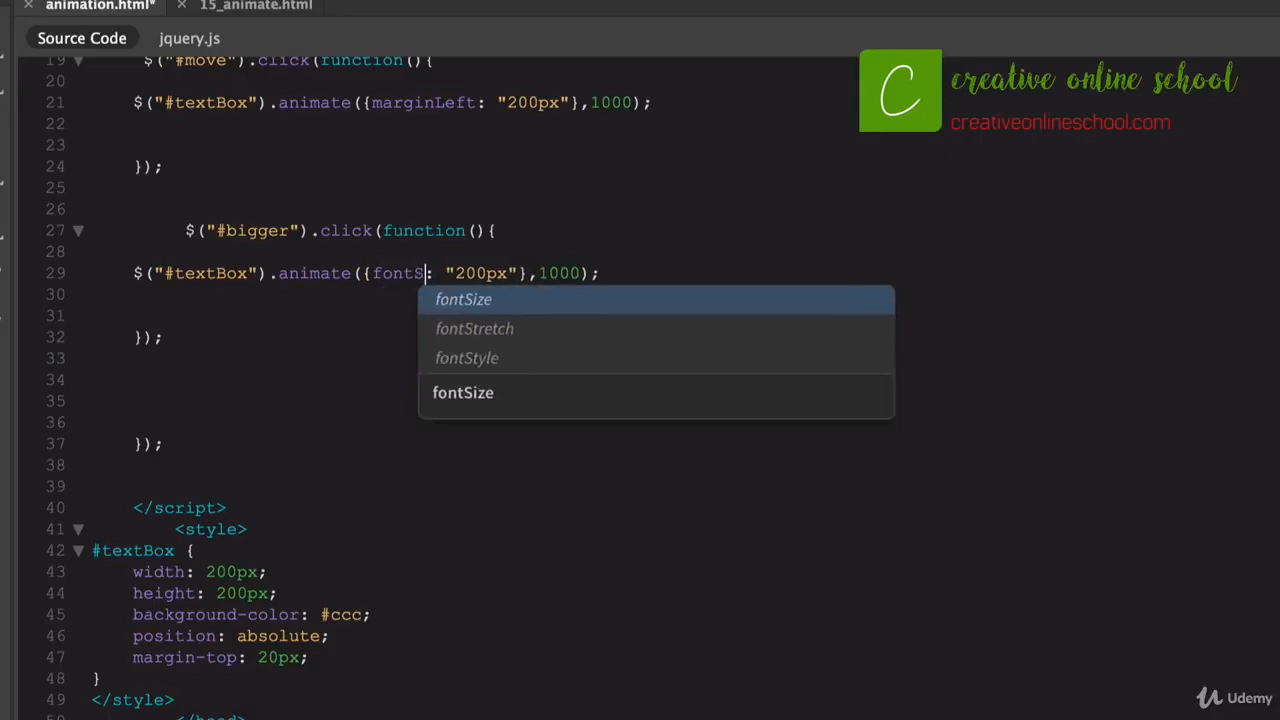 animation.html*
15_animate.html
Source Code
jquery.js
creative online school
creativeonlineschool.com
C
19 $("#move").click(function(){
20
21 $("#textBox").animate({marginLeft: "200px"},1000);
22
23
24 });
25
26
27 $("#bigger").click(function(){
28
29 $("#textBox").animate({fontS: "200px"},1000);
30
31
32 });
33
34
35
36
37 });
38
39
40 </script>
41 <style>
42 #textBox {
43 width: 200px;
44 height: 200px;
45 background-color: #ccc;
46 position: absolute;
47 margin-top: 20px;
48 }
49 </style>
fontSize
fontStretch
fontStyle
fontSize
Udemy